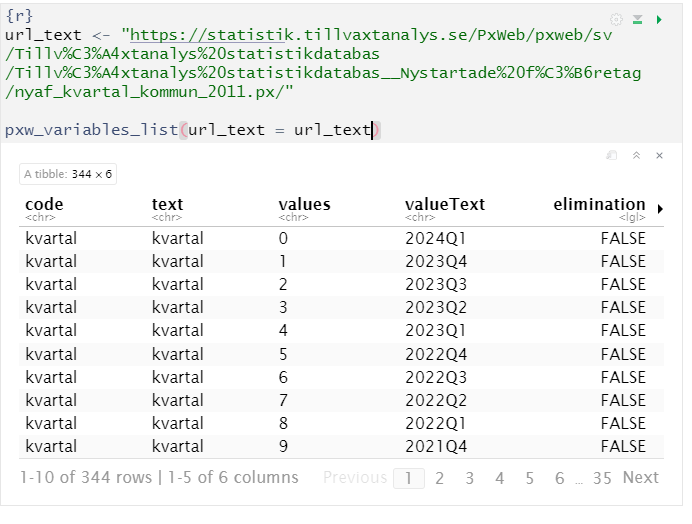 {r}
url_text <- "https://statistik.tillvaxtanalys.se/PxWeb/pxweb/sv
/Tillv%C3%A4xtanalys%20statistikdatabas
/Tillv%C3%A4xtanalys%20statistikdatabas__Nystartade%20f%C3%B6retag
/nyaf_kvartal_kommun_2011.px/"
pxw_variables_list(url_text = url_text)
A tibble: 344 × 6
code text values valueText elimination
<chr> <chr> <chr> <chr> <lgl>
kvartal kvartal 0 2024Q1 FALSE
kvartal kvartal 1 2023Q4 FALSE
kvartal kvartal 2 2023Q3 FALSE
kvartal kvartal 3 2023Q2 FALSE
kvartal kvartal 4 2023Q1 FALSE
kvartal kvartal 5 2022Q4 FALSE
kvartal kvartal 6 2022Q3 FALSE
kvartal kvartal 7 2022Q2 FALSE
kvartal kvartal 8 2022Q1 FALSE
kvartal kvartal 9 2021Q4 FALSE
1-10 of 344 rows | 1-5 of 6 columns Previous 1 2 3 4 5 6 ... 35 Next